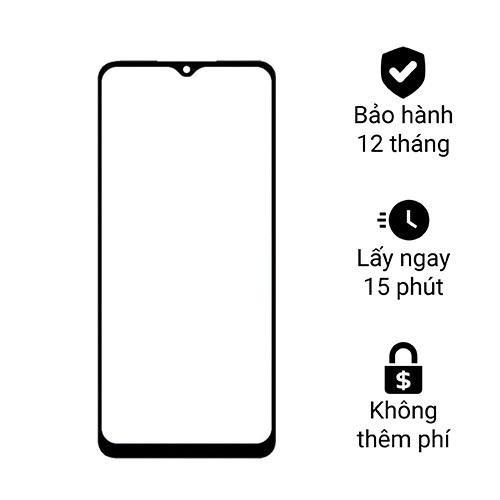 Bảo hành
12 tháng
Lấy ngay
15 phút
$
Không
thêm phí